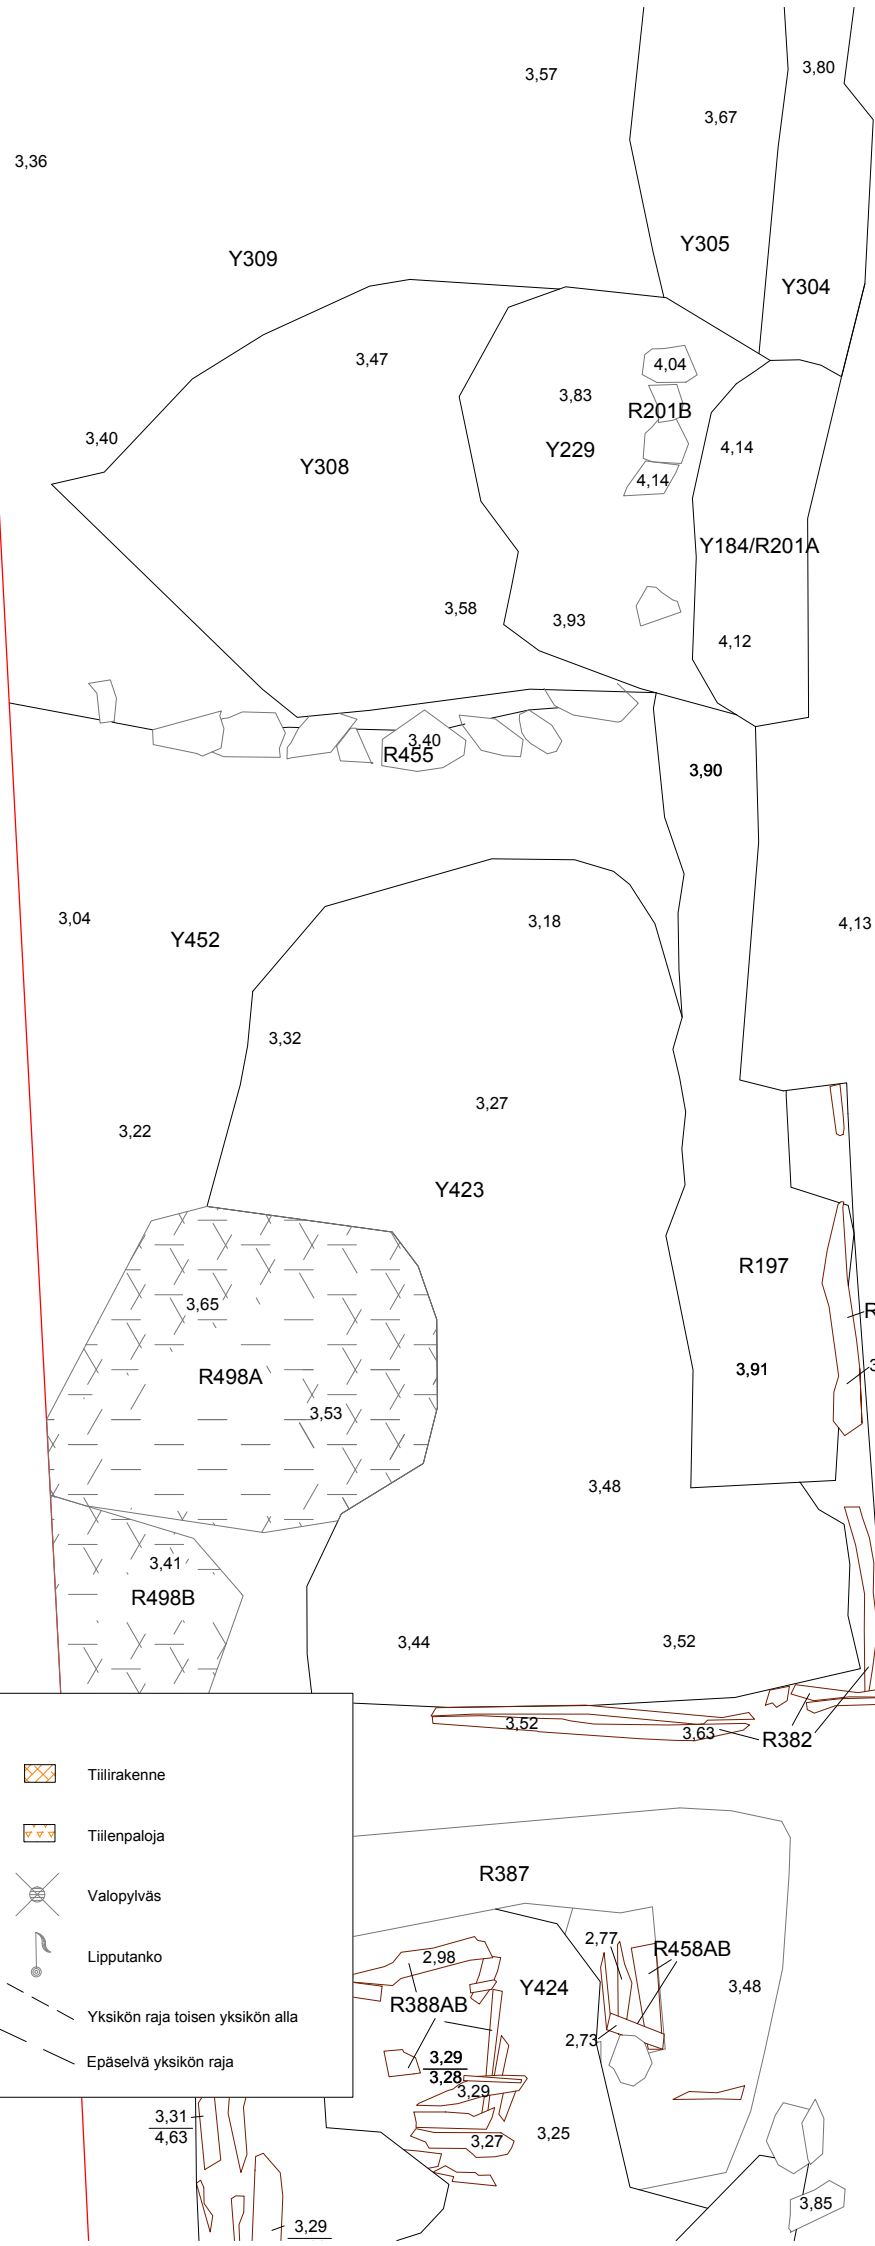 3,80
3,57
3,67
3,36
Y305
Y309
Y304
3,47
4,04
3,83
R201B
3,40
4,14
Y229
Y308
4,14
Y184/R201A
3,58
3,93
4,12
3,40
R455
3,90
3,04
3,18
4,13
Y452
3,32
3,27
3,22
Y423
R197
3,65
R
3,91
3
R498A
3,53
3,48
3,41
R498B
3,44
3,52
3,52
3,63
R382
Tiilirakenne
Tiilenpaloja
R387
Valopylväs
2,77
R458AB
2,98
Lipputanko
Y424
3,48
R388AB
Yksikön raja toisen yksikön alla
2,73
3,29
3,28
Epäselvä yksikön raja
3,29
3,31
4,63
3,25
3,27
3,85
3,29